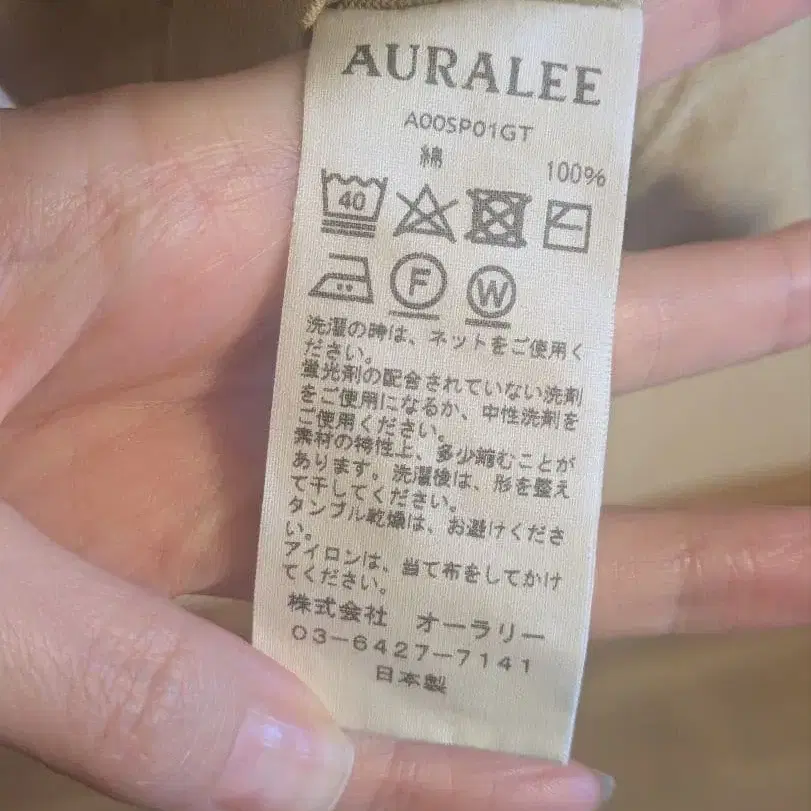 AURALEE
A00SP01GT
綿 100%
40
F W
洗濯の時は、ネットをご使用く
ださい。
蛍光剤の配合されていない洗剤
をご使用になるか、中性洗剤を
ご使用ください。
素材の特性上、多少縮むことが
あります。洗濯後は、形を整え
て干してください。
タンブル乾燥は、お避けくださ
い。
アイロンは、当て布をしてかけ
てください。
株式会社 オーラリー
03-6427-7141
日本製